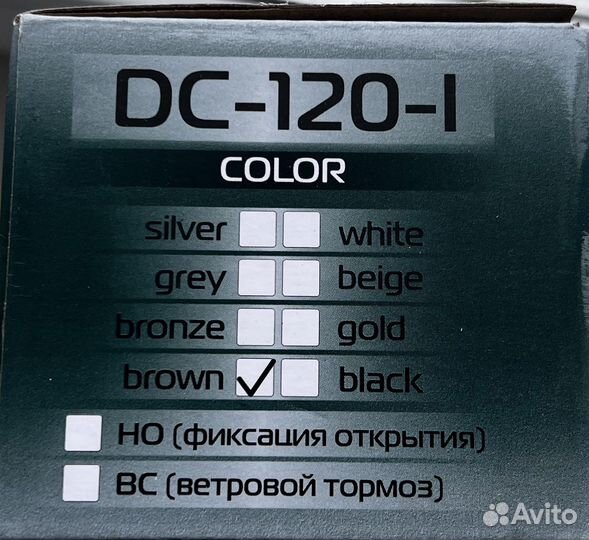 DC-120-I
COLOR
silver white
grey beige
bronze gold
brown black
HO (фиксация открытия)
BC (ветровой тормоз)
Avito